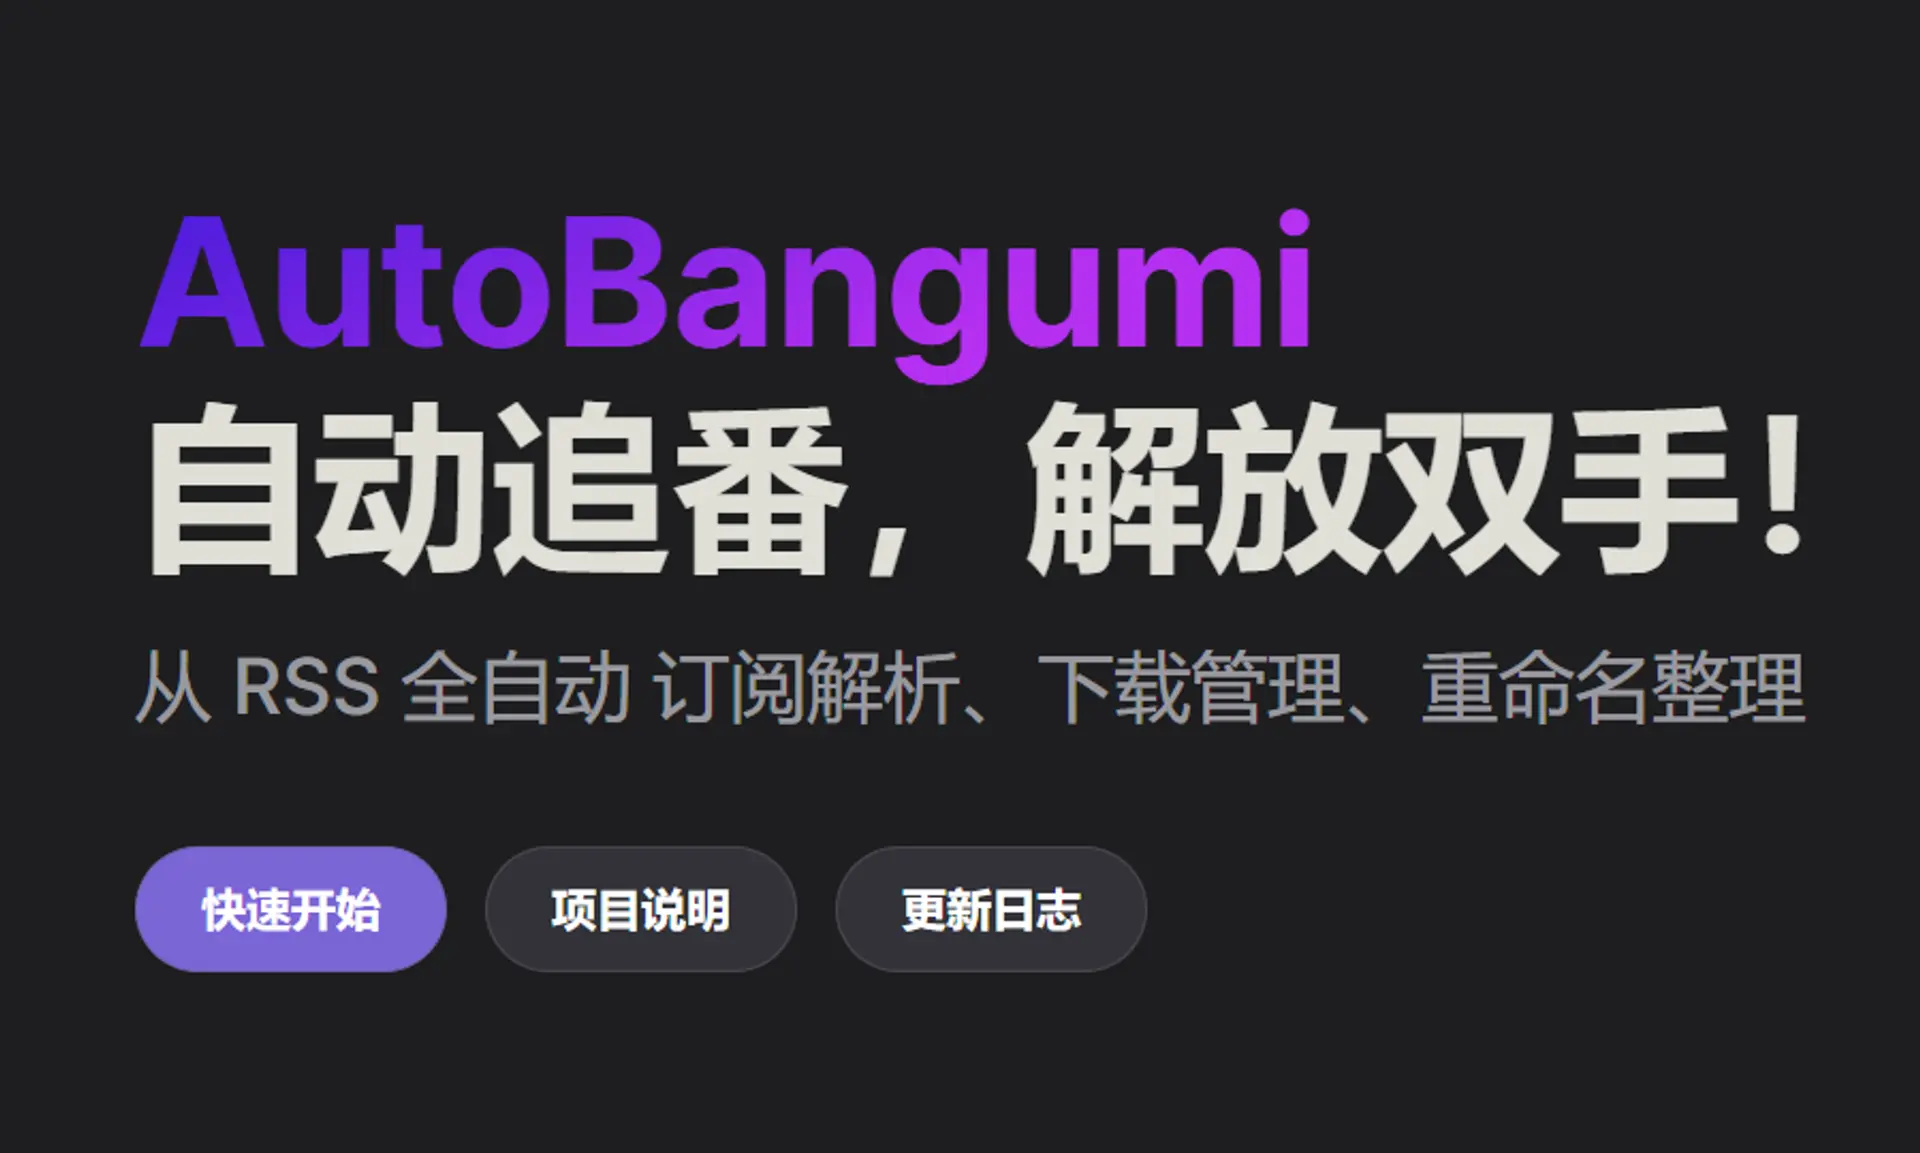 AutoBangumi
自动追番，解放双手！
从 RSS 全自动 订阅解析、下载管理、重命名整理
快速开始
项目说明
更新日志